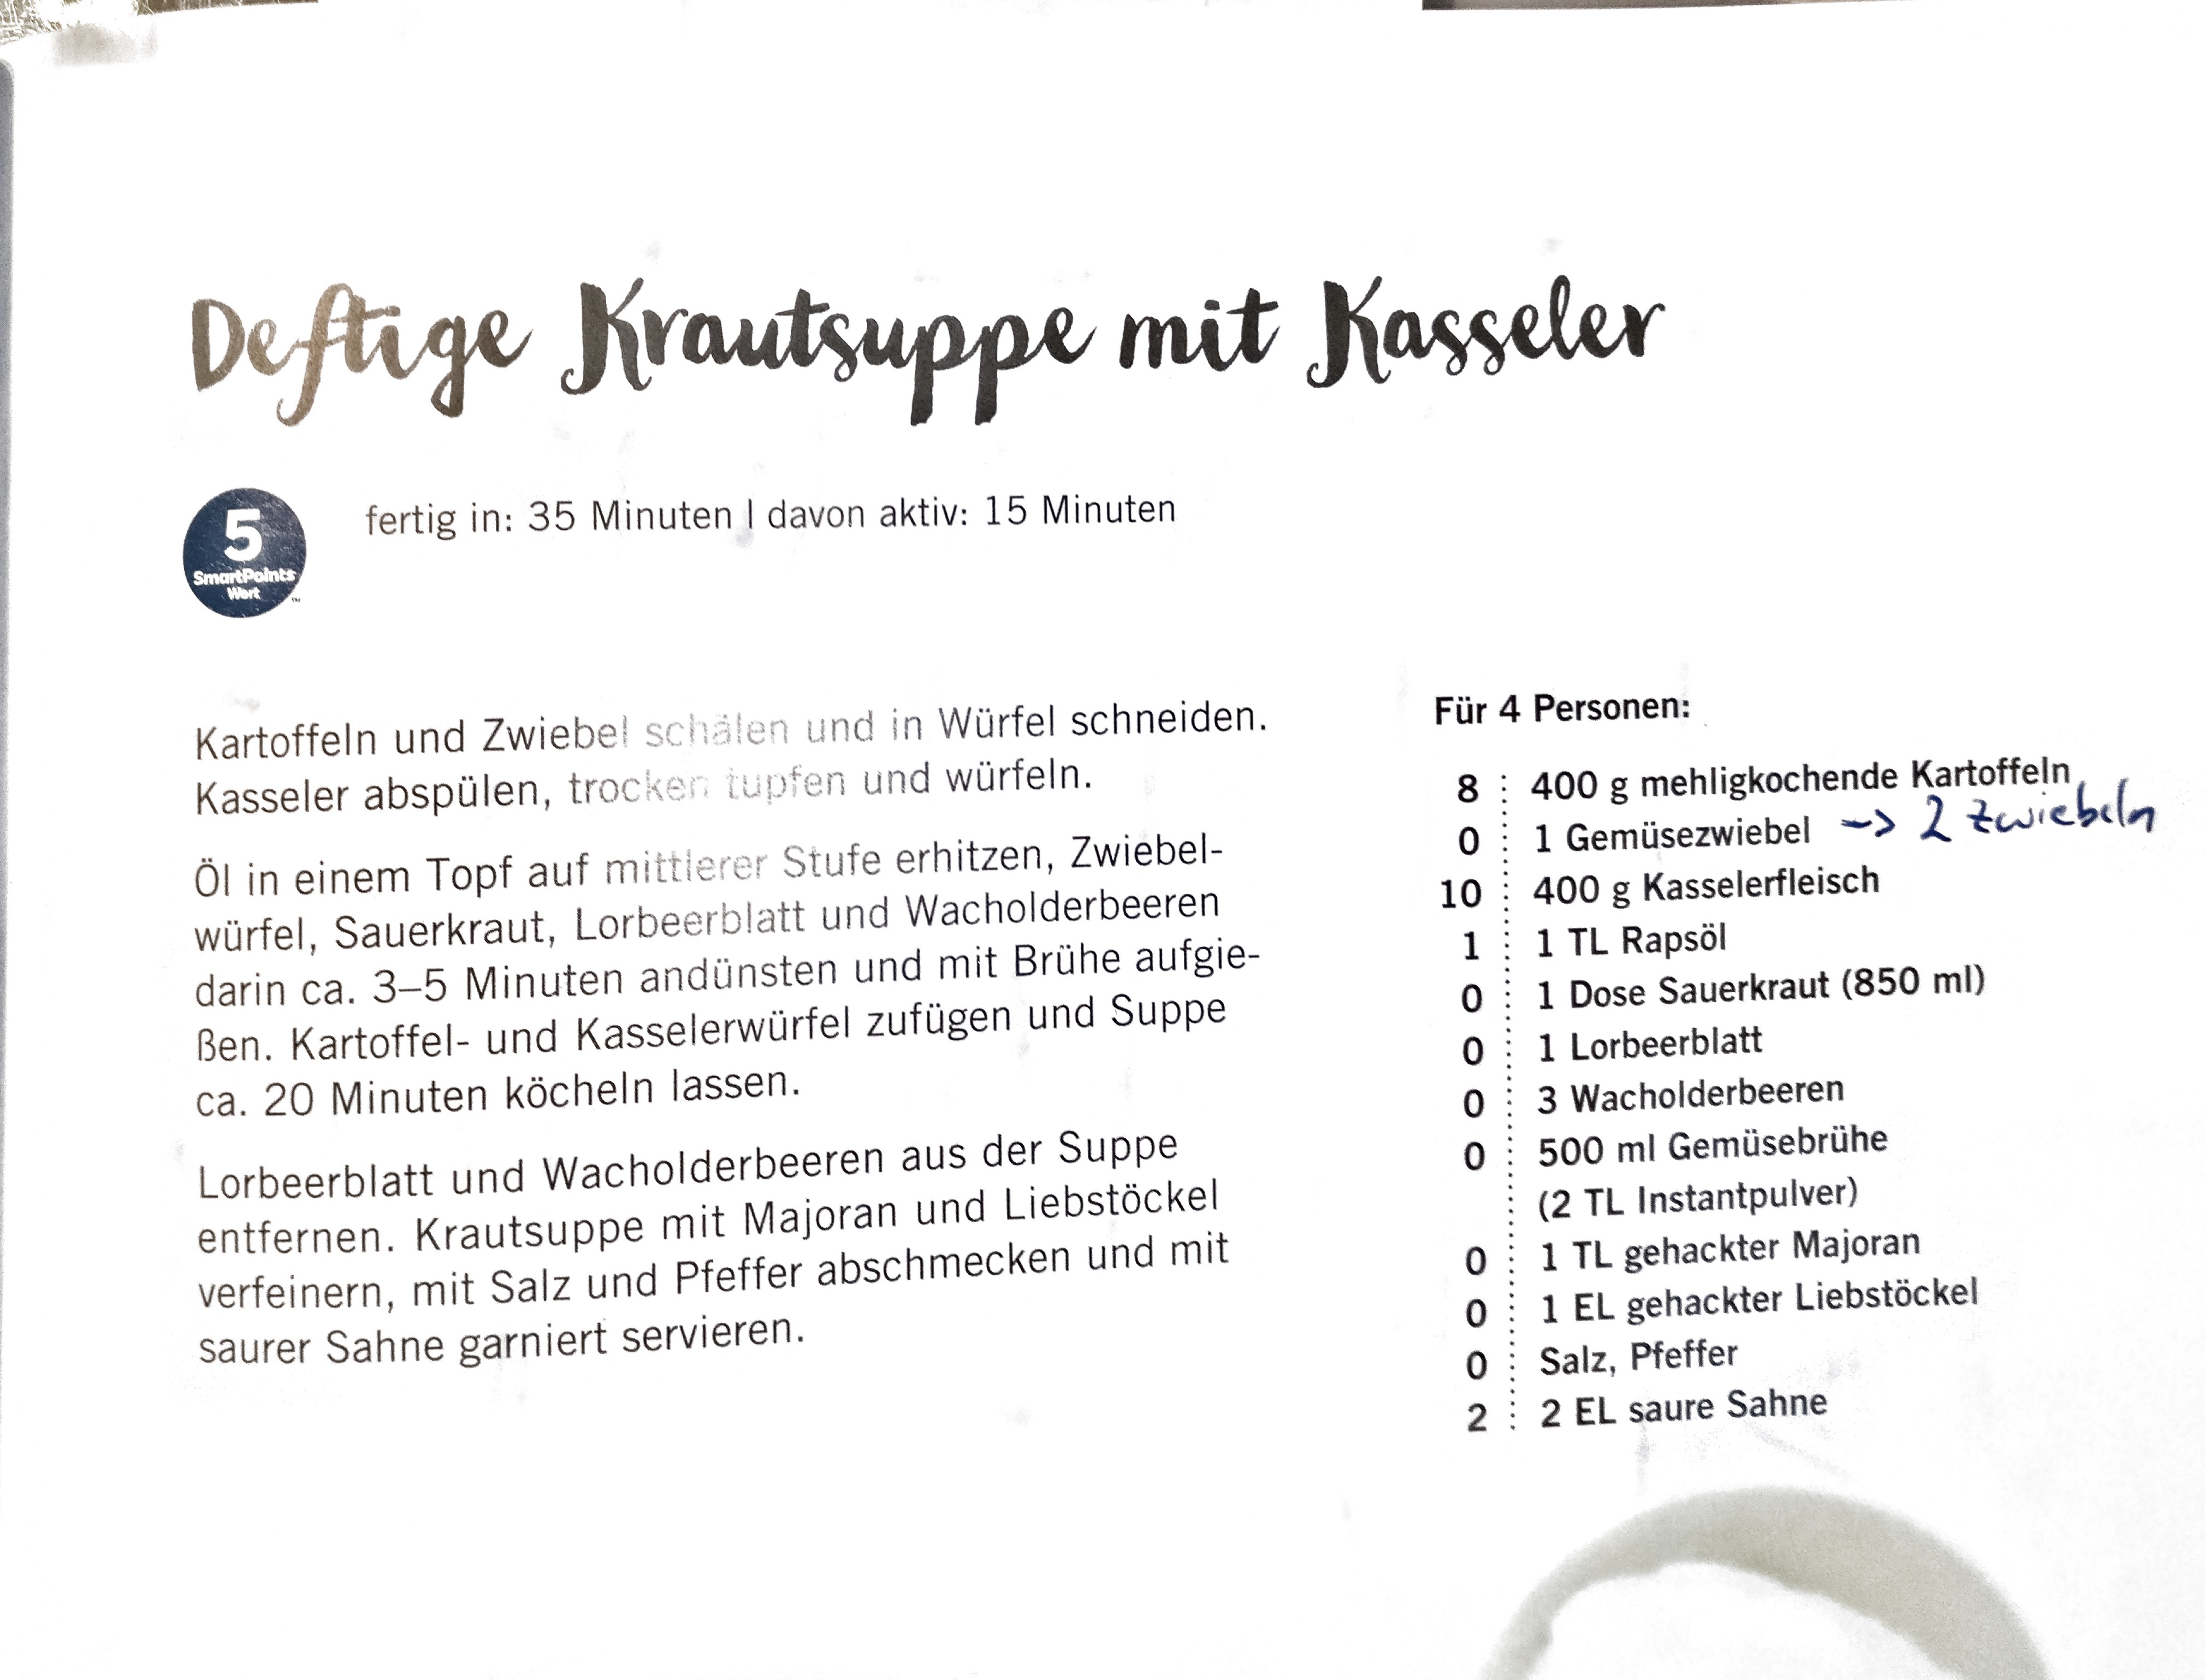 Deftige Krautsuppe mit Kasseler
5
SmartPoints
Wert
™
fertig in: 35 Minuten | davon aktiv: 15 Minuten
Kartoffeln und Zwiebel schälen und in Würfel schneiden.
Kasseler abspülen, trocken tupfen und würfeln.
Öl in einem Topf auf mittlerer Stufe erhitzen, Zwiebel-
würfel, Sauerkraut, Lorbeerblatt und Wacholderbeeren
darin ca. 3–5 Minuten andünsten und mit Brühe aufgie-
ßen. Kartoffel- und Kasselerwürfel zufügen und Suppe
ca. 20 Minuten köcheln lassen.
Lorbeerblatt und Wacholderbeeren aus der Suppe
entfernen. Krautsuppe mit Majoran und Liebstöckel
verfeinern, mit Salz und Pfeffer abschmecken und mit
saurer Sahne garniert servieren.
Für 4 Personen:
8 400 g mehligkochende Kartoffeln
0 1 Gemüsezwiebel -> 2 Zwiebeln
10 400 g Kasselerfleisch
1 1 TL Rapsöl
0 1 Dose Sauerkraut (850 ml)
0 1 Lorbeerblatt
0 3 Wacholderbeeren
0 500 ml Gemüsebrühe
(2 TL Instantpulver)
0 1 TL gehackter Majoran
0 1 EL gehackter Liebstöckel
0 Salz, Pfeffer
2 2 EL saure Sahne